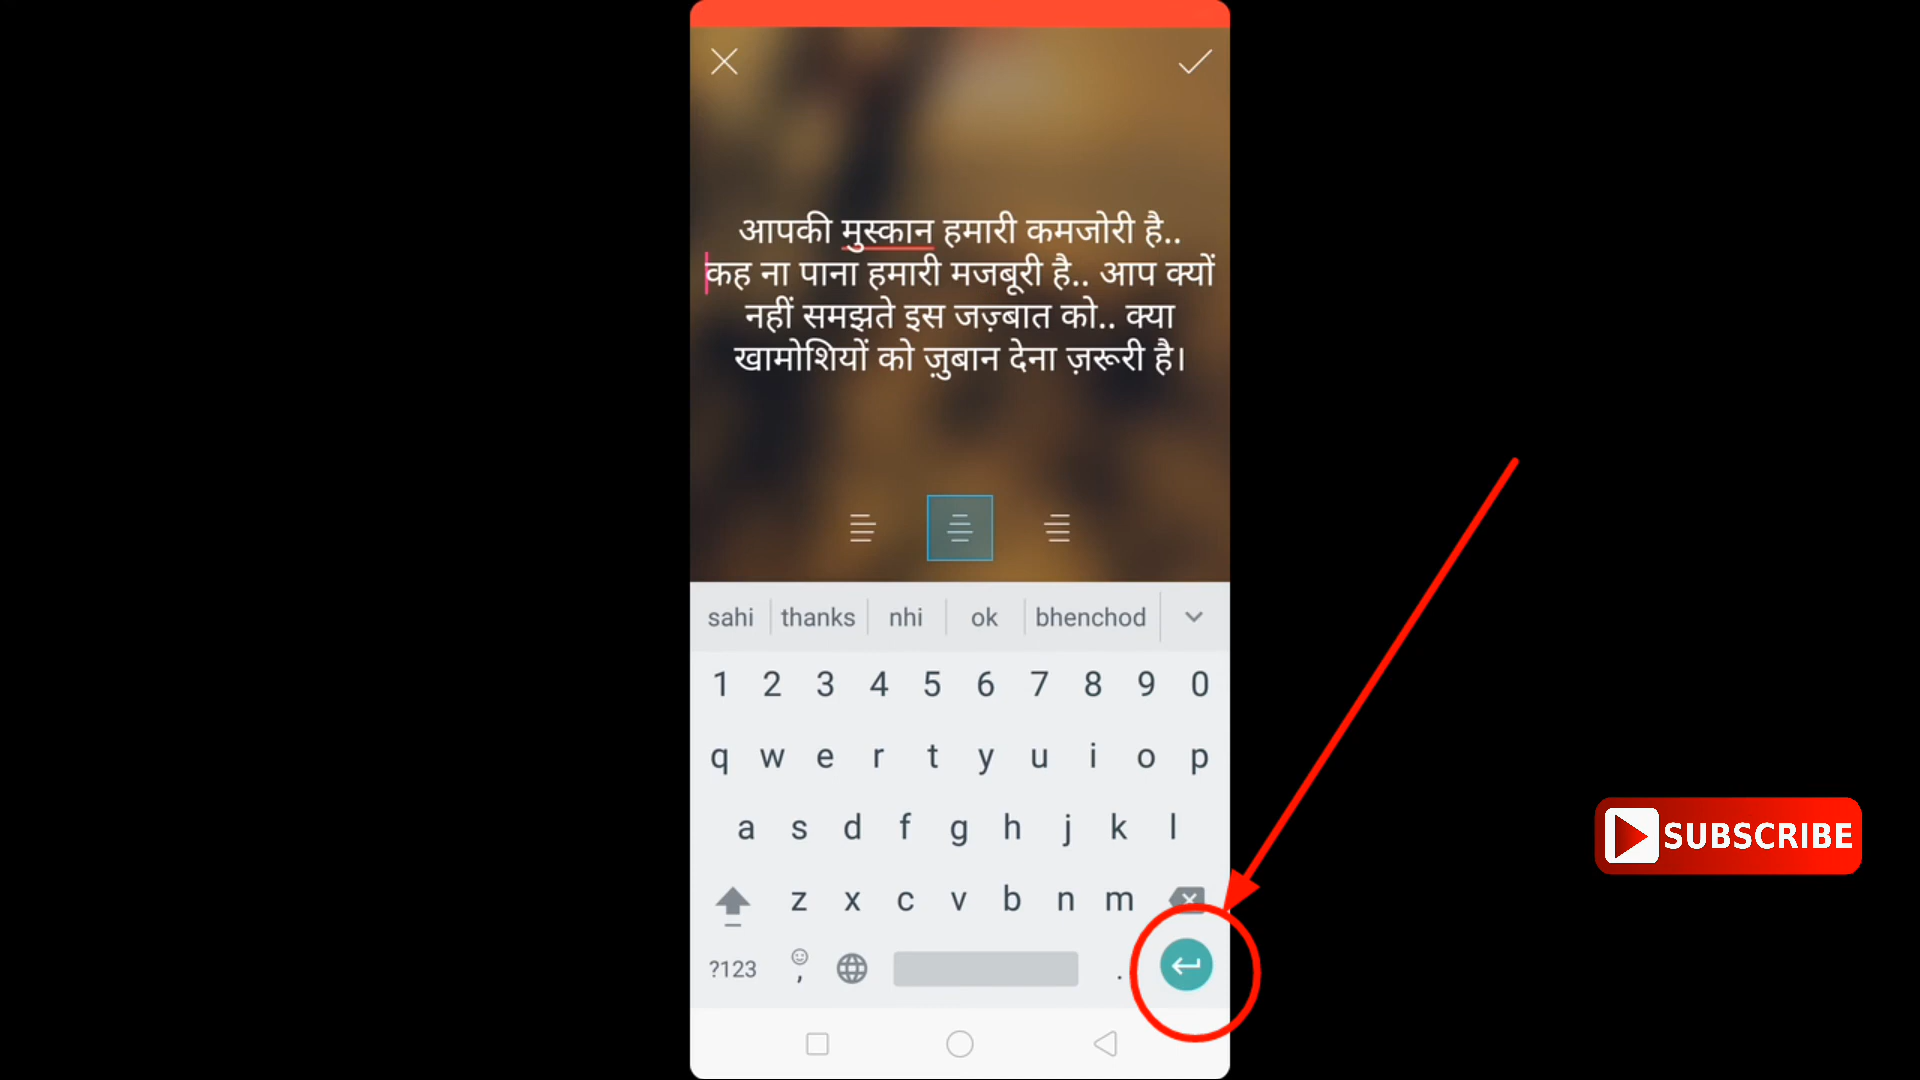 आपकी मुस्कान हमारी कमजोरी है..
कह ना पाना हमारी मजबूरी है.. आप क्यों
नहीं समझते इस जज़्बात को.. क्या
खामोशियों को ज़ुबान देना ज़रूरी है।
sahi thanks nhi ok bhenchod
1 2 3 4 5 6 7 8 9 0
q w e r t y u i o p
a s d f g h j k l
z x c v b n m
?123 , .
SUBSCRIBE